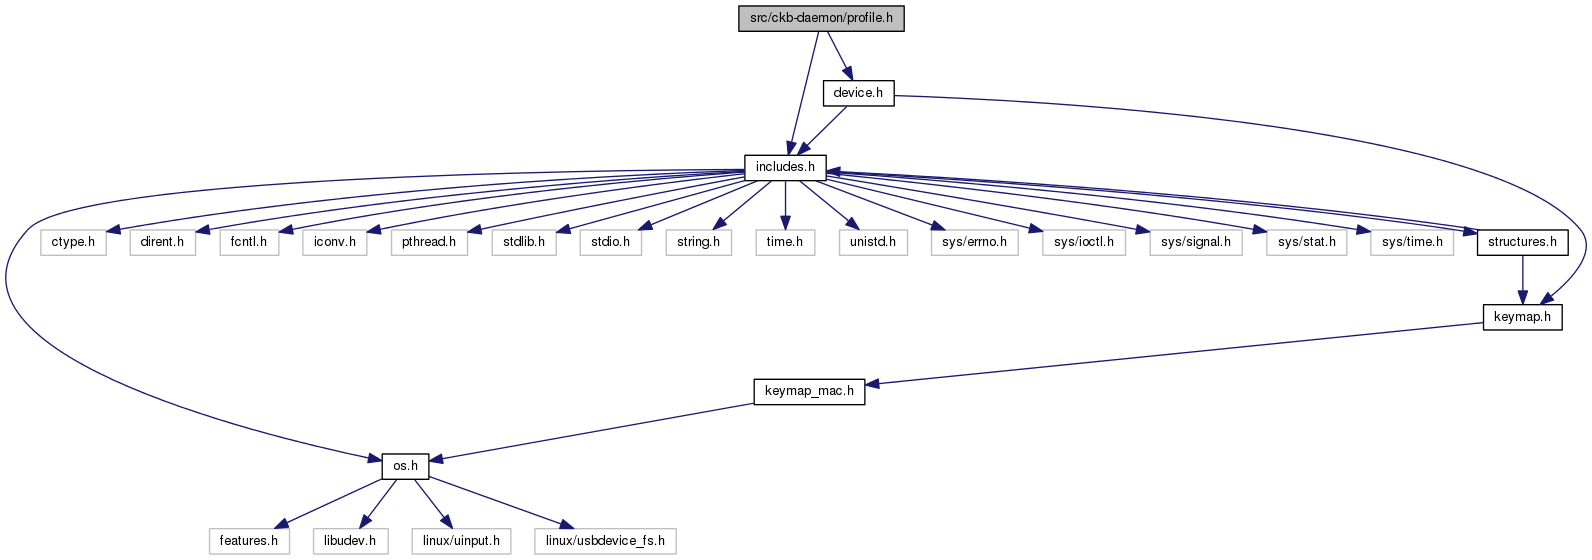 src/ckb-daemon/profile.h
device.h
includes.h
ctype.h
dirent.h
fcntl.h
iconv.h
pthread.h
stdlib.h
stdio.h
string.h
time.h
unistd.h
sys/errno.h
sys/ioctl.h
sys/signal.h
sys/stat.h
sys/time.h
structures.h
keymap.h
keymap_mac.h
os.h
features.h
libudev.h
linux/uinput.h
linux/usbdevice_fs.h